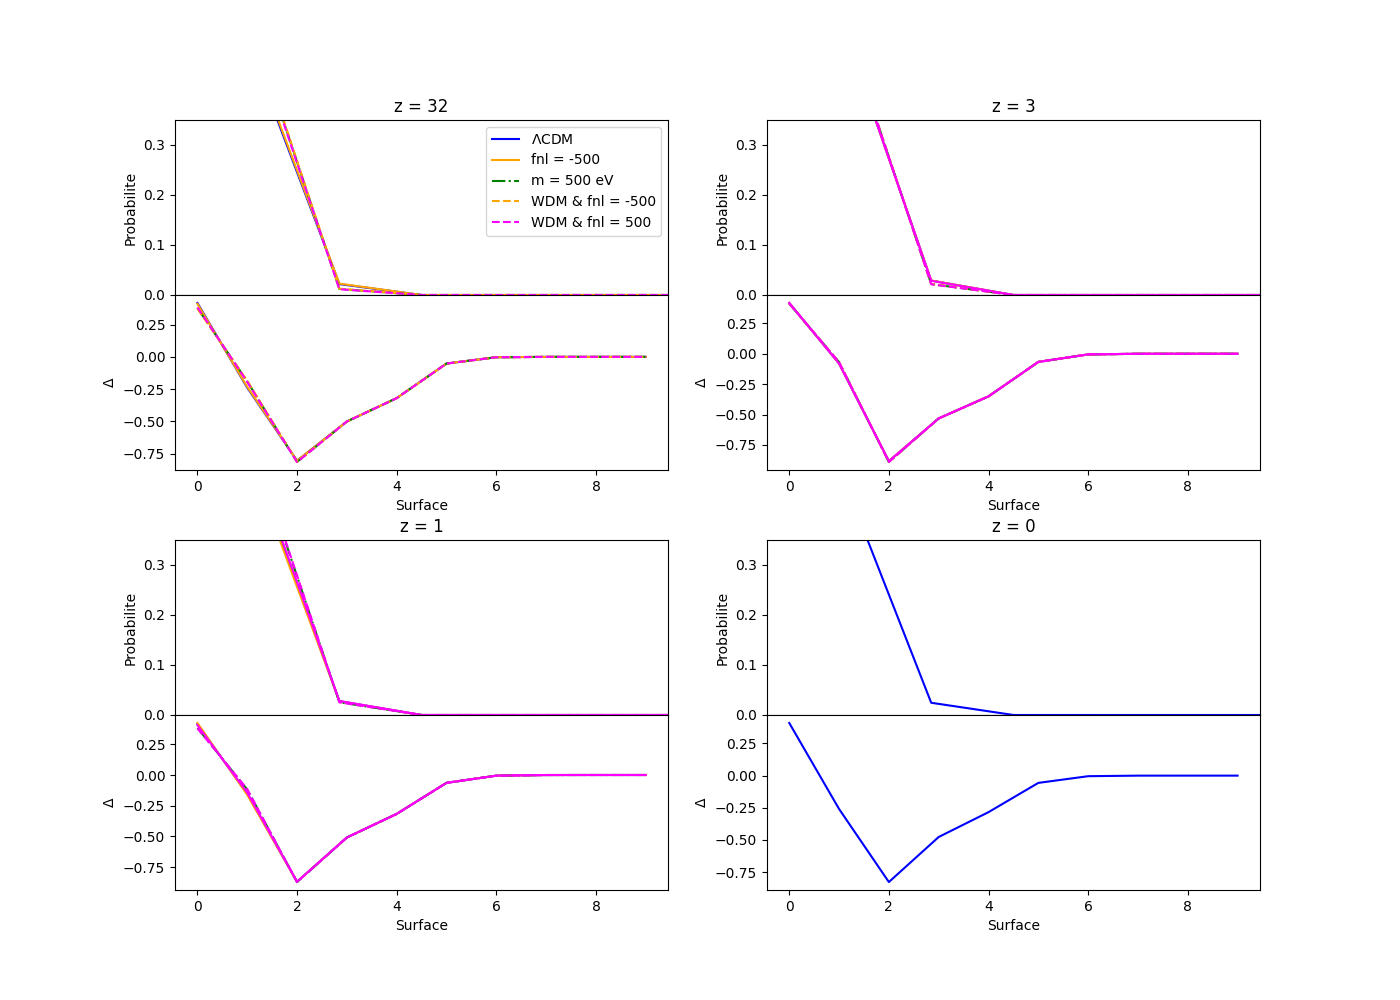 z = 32
0.3
0.2
0.1
0.0
Probabilite
ΛCDM
fnl = -500
m = 500 eV
WDM & fnl = -500
WDM & fnl = 500
0.25
0.00
−0.25
−0.50
−0.75
Δ
0 2 4 6 8
Surface
z = 3
0.3
0.2
0.1
0.0
Probabilite
0.25
0.00
−0.25
−0.50
−0.75
Δ
0 2 4 6 8
Surface
z = 1
0.3
0.2
0.1
0.0
Probabilite
0.25
0.00
−0.25
−0.50
−0.75
Δ
0 2 4 6 8
Surface
z = 0
0.3
0.2
0.1
0.0
Probabilite
0.25
0.00
−0.25
−0.50
−0.75
Δ
0 2 4 6 8
Surface